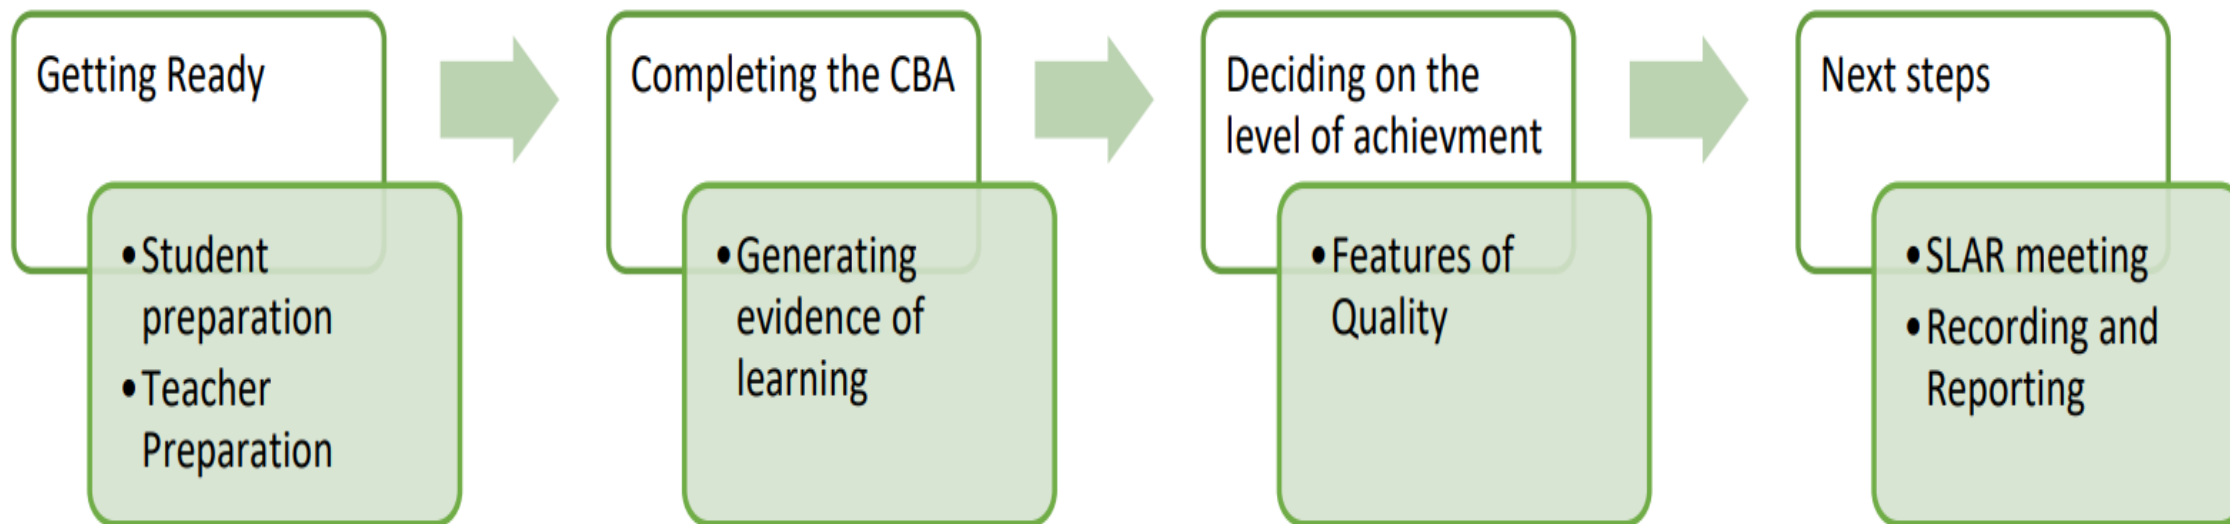 Getting Ready
• Student
preparation
• Teacher
Preparation
Completing the CBA
• Generating
evidence of
learning
Deciding on the
level of achievment
• Features of
Quality
Next steps
• SLAR meeting
• Recording and
Reporting